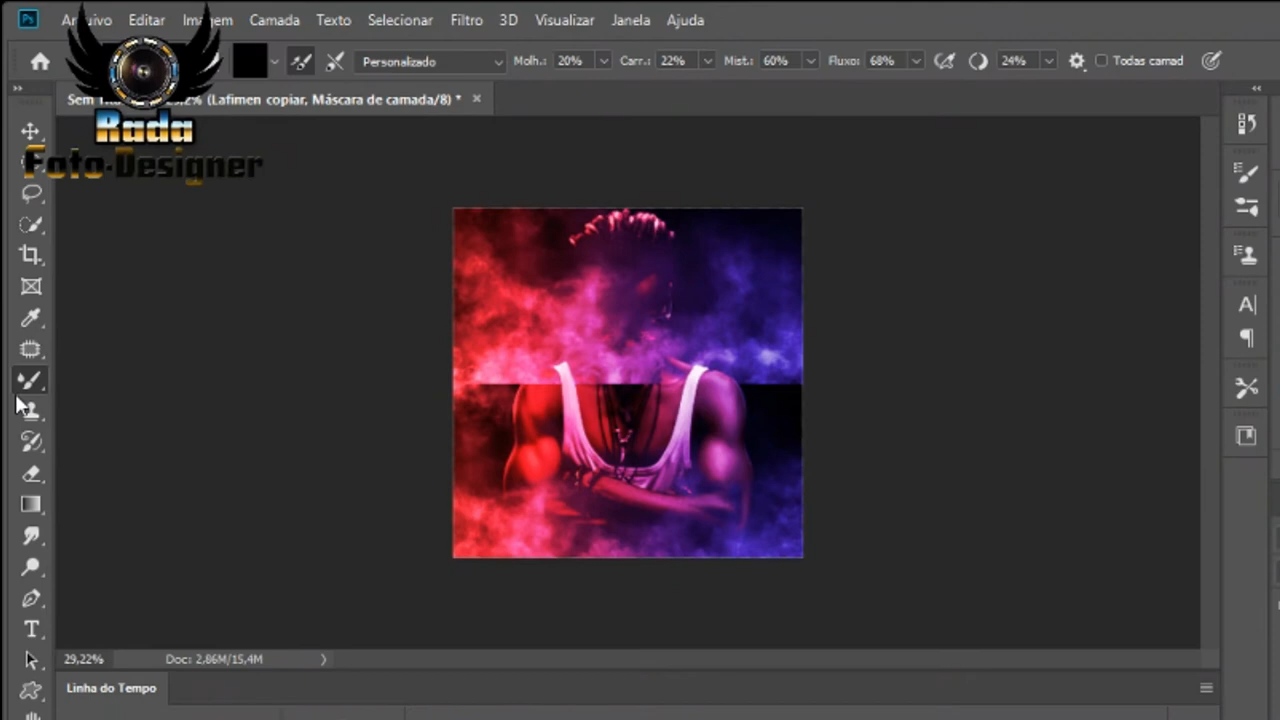 Ps
Arquivo Editar Imagem Camada Texto Selecionar Filtro 3D Visualizar Janela Ajuda
Personalizado Molh.: 20% Carr.: 22% Mist.: 60% Fluxo: 68% 24% Todas camad
(Lafimen copiar, Máscara de camada/8) * ×
Rada
Foto-Designer
A|
T
29,22% Doc: 2,86M/15,4M
Linha do Tempo